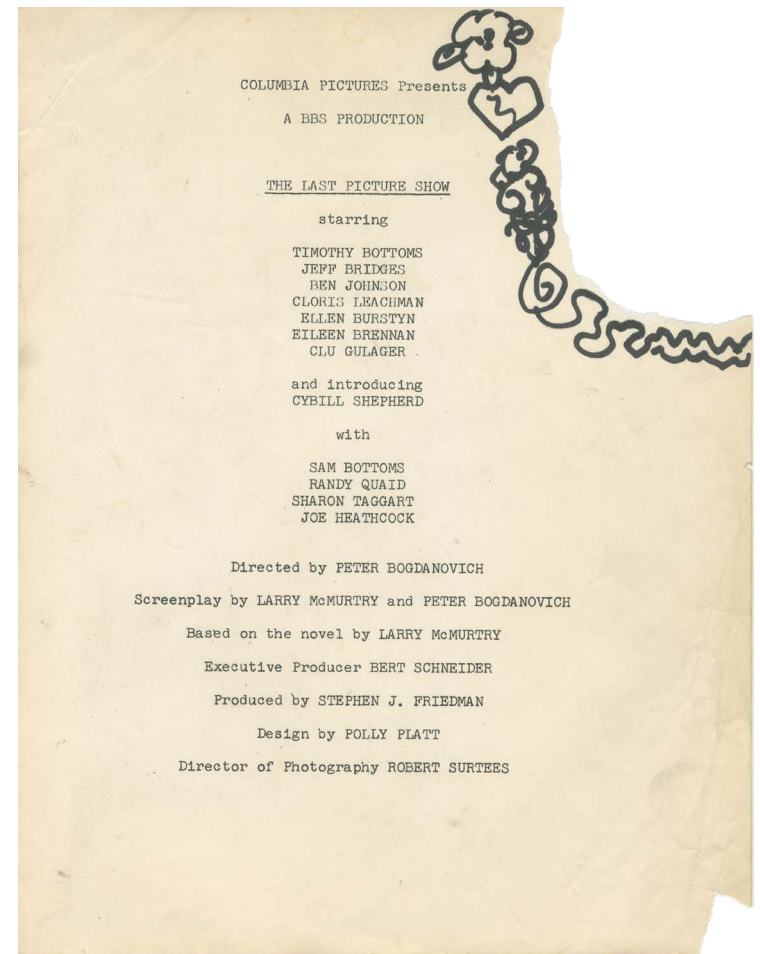 COLUMBIA PICTURES Presents
A BBS PRODUCTION
THE LAST PICTURE SHOW
starring
TIMOTHY BOTTOMS
JEFF BRIDGES
BEN JOHNSON
CLORIS LEACHMAN
ELLEN BURSTYN
EILEEN BRENNAN
CLU GULAGER
and introducing
CYBILL SHEPHERD
with
SAM BOTTOMS
RANDY QUAID
SHARON TAGGART
JOE HEATHCOCK
Directed by PETER BOGDANOVICH
Screenplay by LARRY McMURTRY and PETER BOGDANOVICH
Based on the novel by LARRY McMURTRY
Executive Producer BERT SCHNEIDER
Produced by STEPHEN J. FRIEDMAN
Design by POLLY PLATT
Director of Photography ROBERT SURTEES